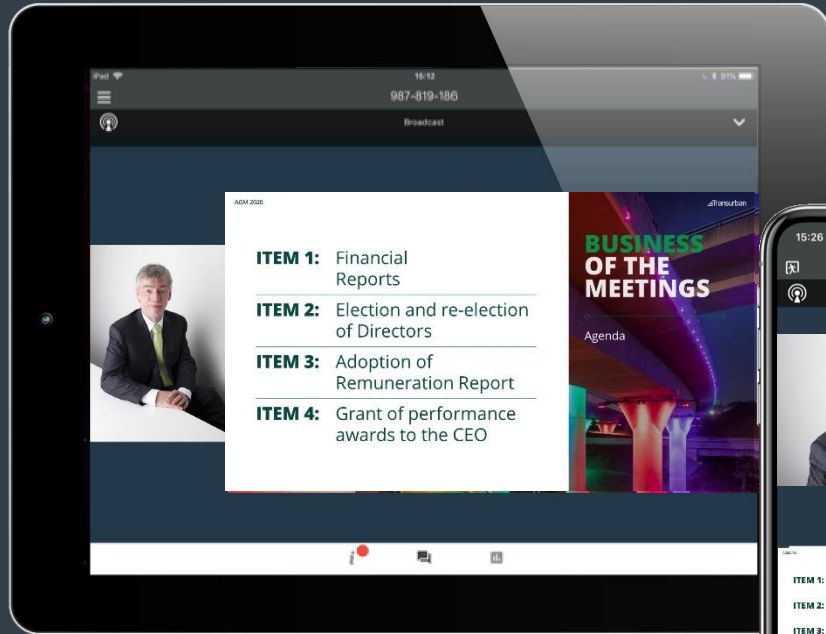 iPad
15:12
91%
987-819-186
Broadcast
AGM 2020
Transurban
ITEM 1: Financial
Reports
ITEM 2: Election and re-election
of Directors
ITEM 3: Adoption of
Remuneration Report
ITEM 4: Grant of performance
awards to the CEO
BUSINESS
OF THE
MEETINGS
Agenda
15:26
ITEM 1:
ITEM 2:
ITEM 3: